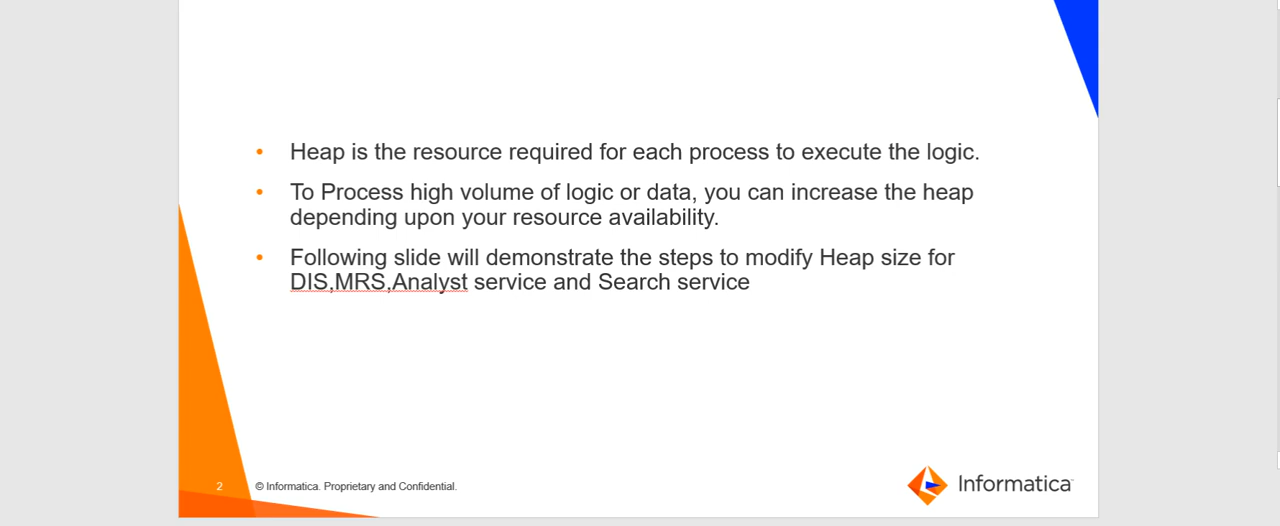 • Heap is the resource required for each process to execute the logic.
• To Process high volume of logic or data, you can increase the heap
depending upon your resource availability.
• Following slide will demonstrate the steps to modify Heap size for
DIS,MRS,Analyst service and Search service
2 © Informatica. Proprietary and Confidential.
Informatica